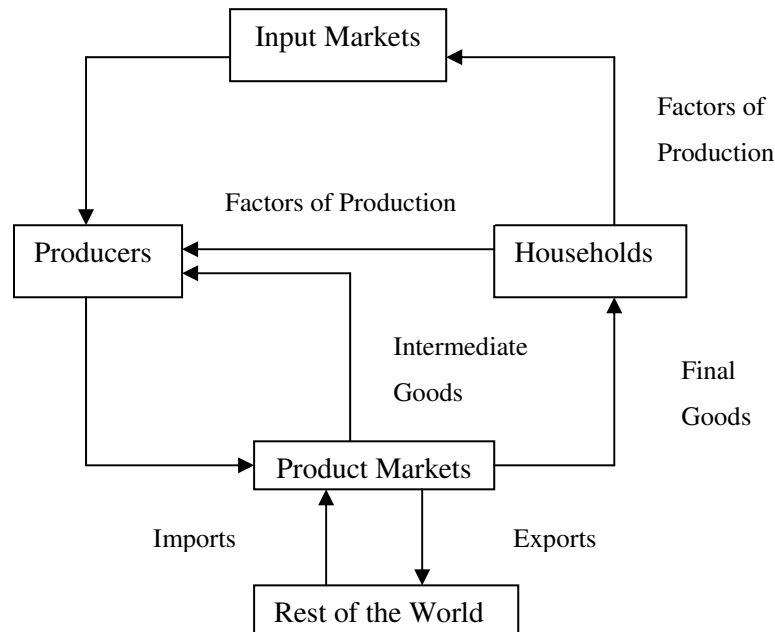 Input Markets
Factors of
Production
Factors of Production
Producers
Households
Intermediate
Goods
Final
Goods
Product Markets
Imports
Exports
Rest of the World